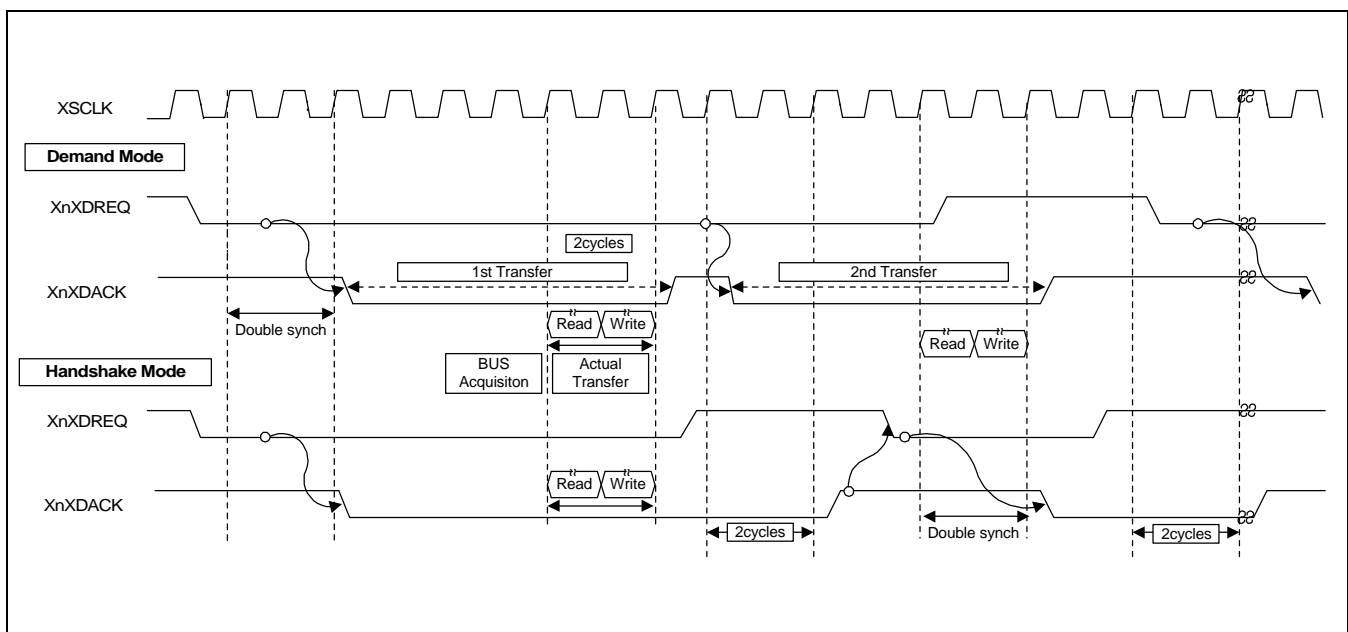 XSCLK
Demand Mode
XnXDREQ
2cycles
1st Transfer
2nd Transfer
XnXDACK
Double synch
Read
Write
Read
Write
BUS
Acquisiton
Actual
Transfer
Handshake Mode
XnXDREQ
Read
Write
XnXDACK
2cycles
Double synch
2cycles